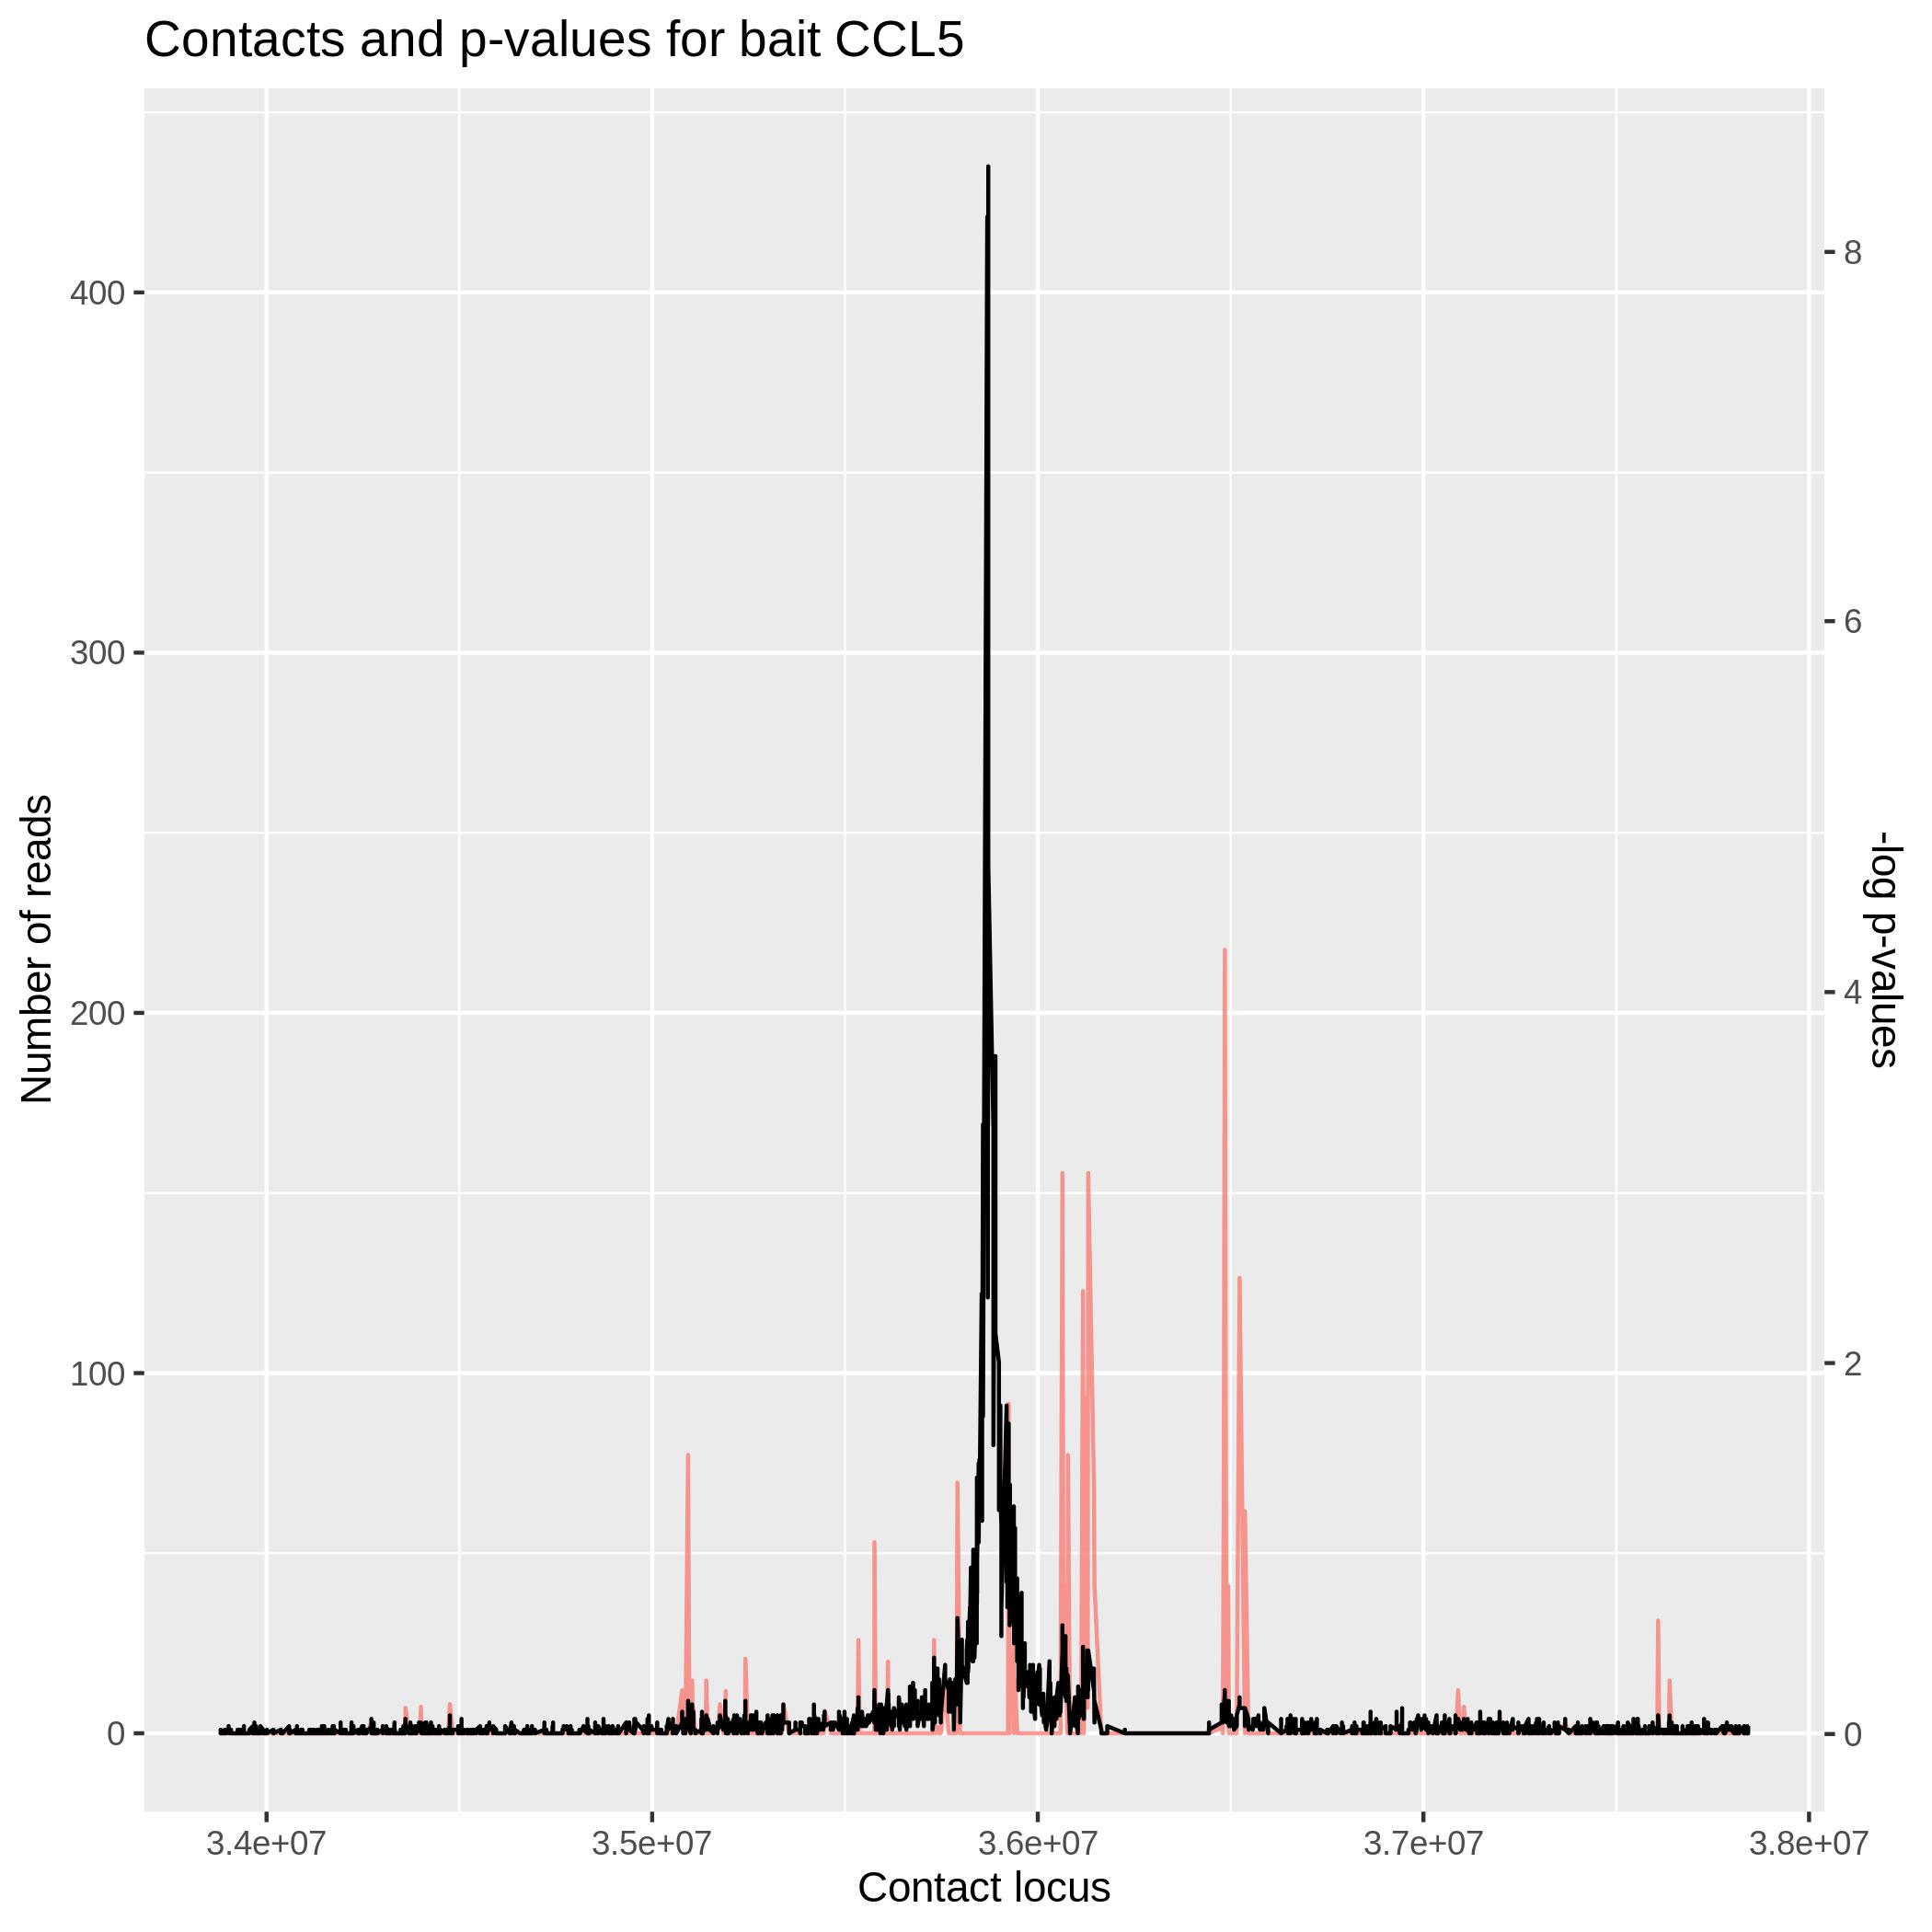 Contacts and p-values for bait CCL5
Number of reads
400
300
200
100
0
8
6
4
2
0
-log p-values
3.4e+07
3.5e+07
3.6e+07
3.7e+07
3.8e+07
Contact locus